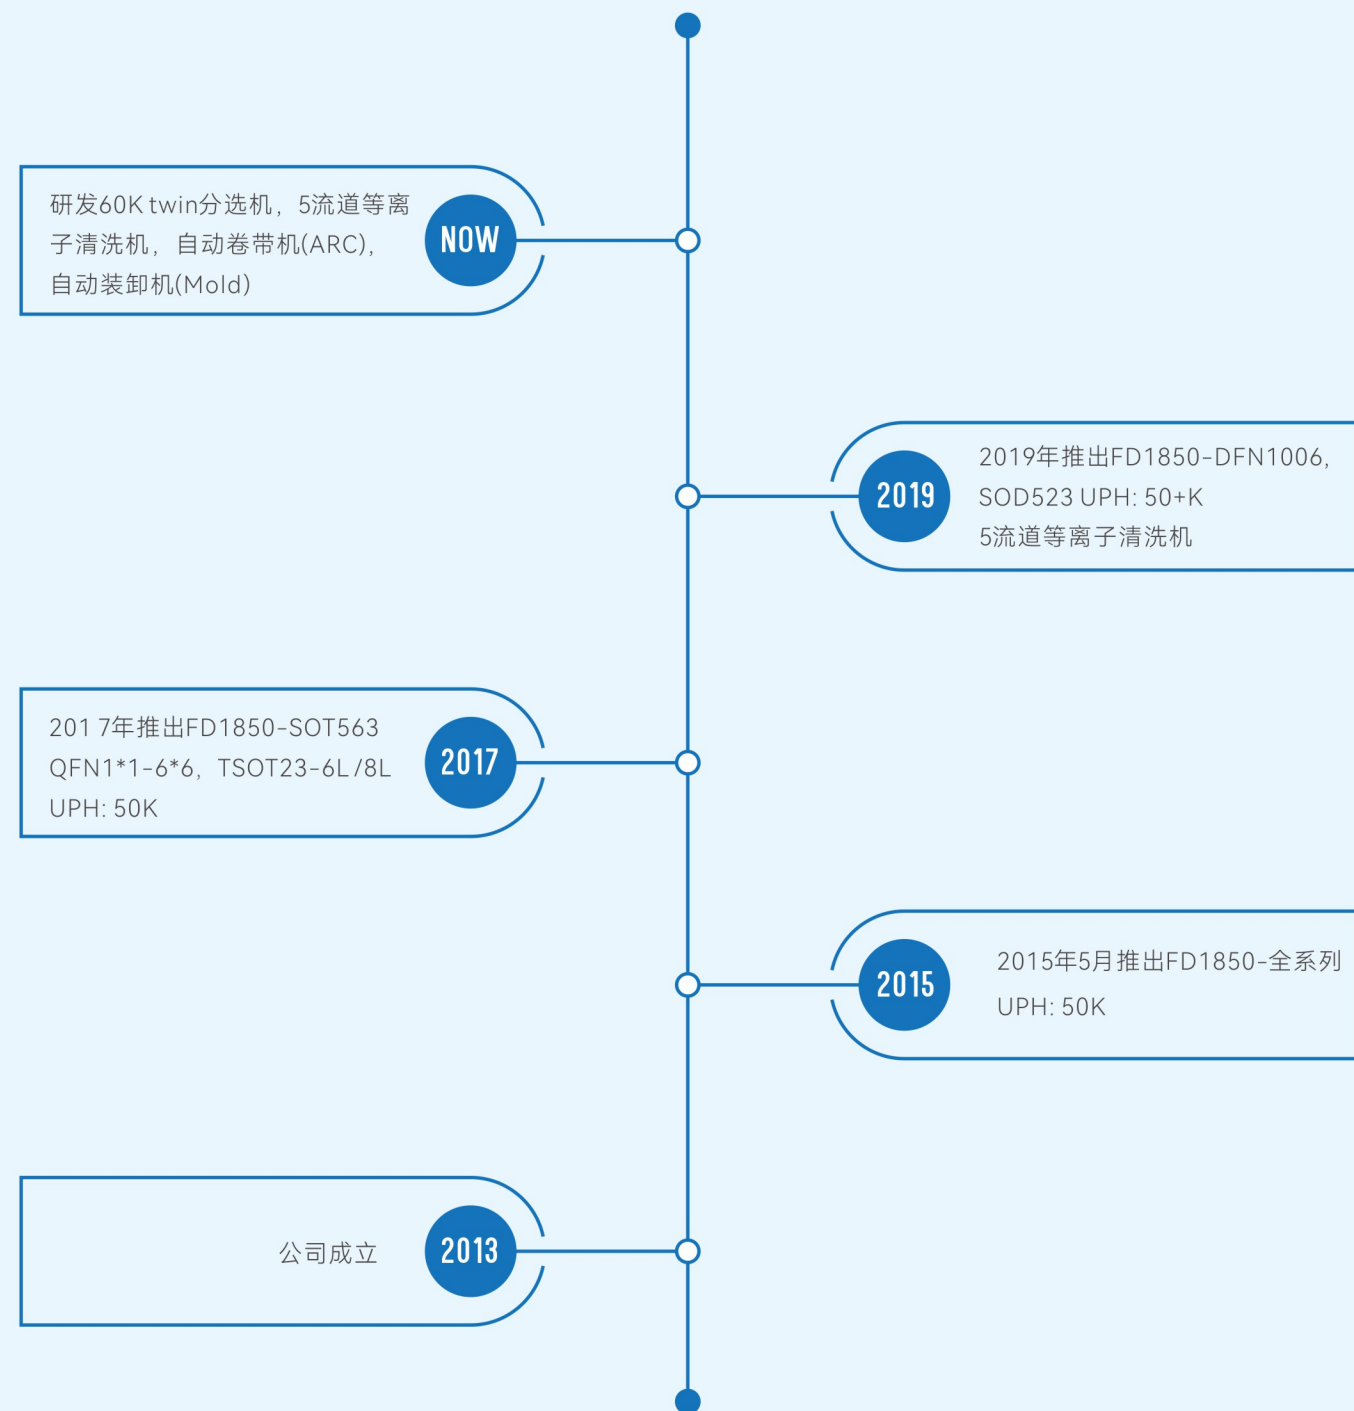 研发60K twin分选机，5流道等离
子清洗机，自动卷带机(ARC),
自动装卸机(Mold)
NOW
2019
2019年推出FD1850-DFN1006,
SOD523 UPH: 50+K
5流道等离子清洗机
201 7年推出FD1850-SOT563
QFN1*1-6*6, TSOT23-6L/8L
UPH: 50K
2017
2015
2015年5月推出FD1850-全系列
UPH: 50K
公司成立
2013